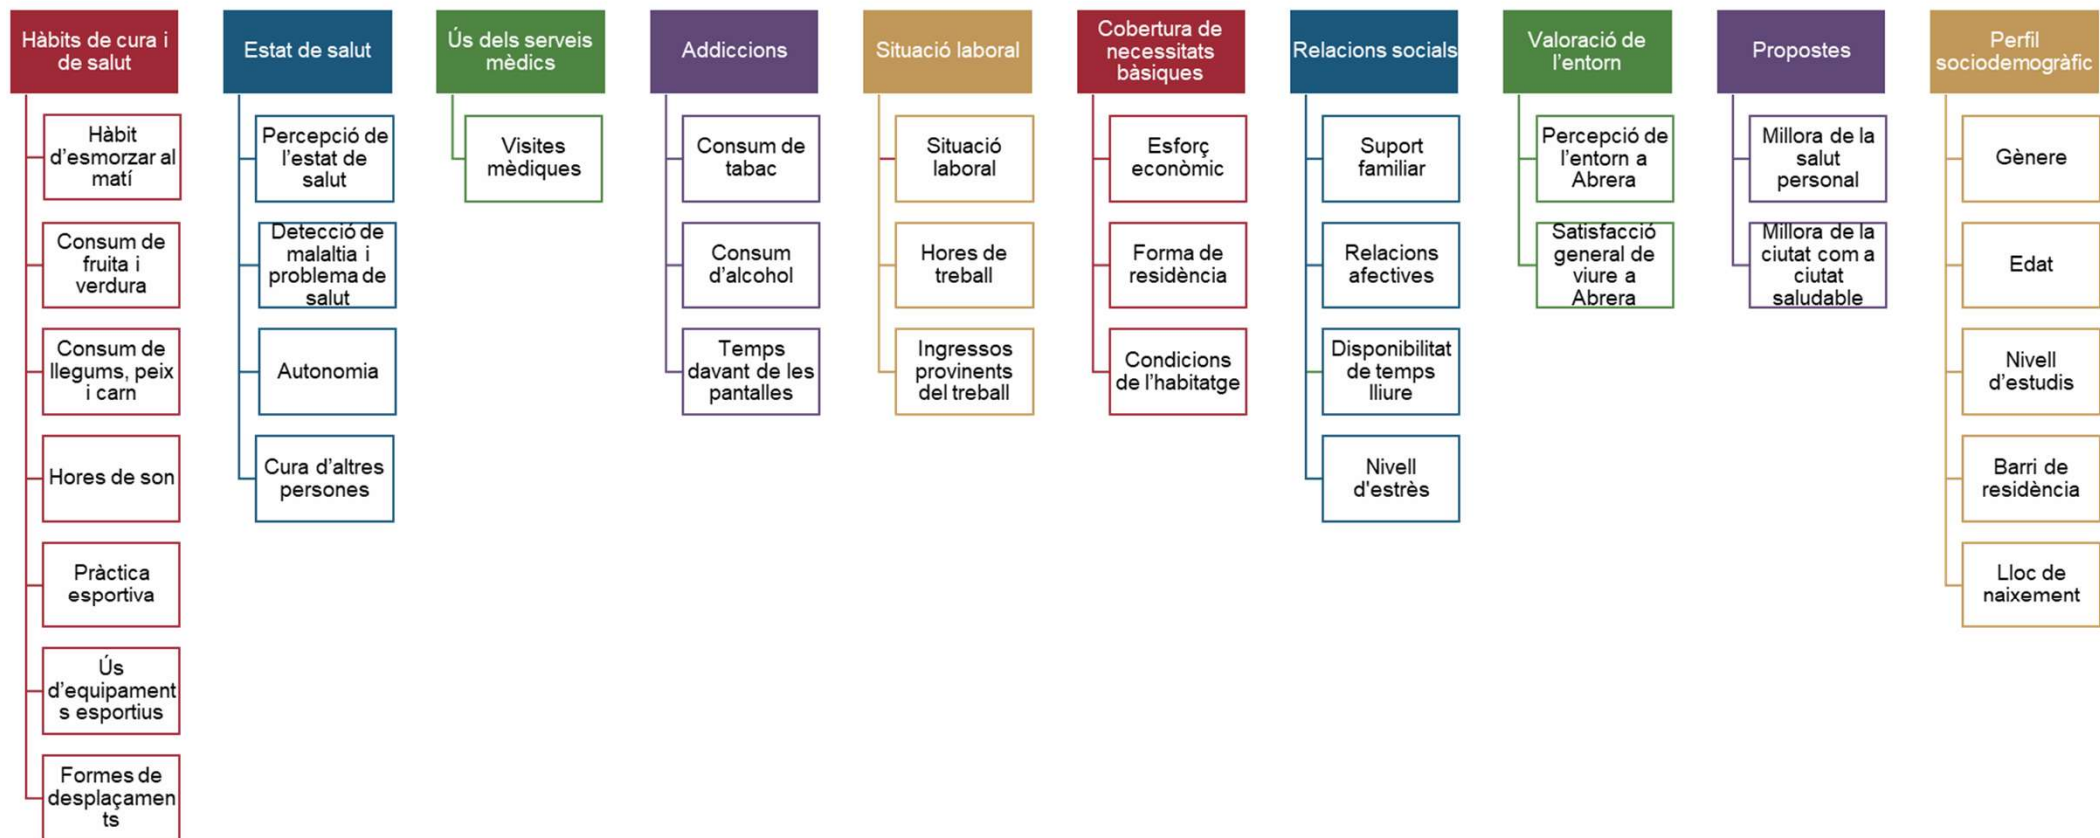 Hàbits de cura i
de salut
Hàbit
d’esmorzar al
matí
Consum de
fruita i
verdura
Consum de
llegums, peix
i carn
Hores de son
Pràctica
esportiva
Ús
d’equipament
s esportius
Formes de
desplaçamen
ts
Estat de salut
Percepció de
l’estat de
salut
Detecció de
malaltia i
problema de
salut
Autonomia
Cura d’altres
persones
Ús dels serveis
mèdics
Visites
mèdiques
Addiccions
Consum de
tabac
Consum
d’alcohol
Temps
davant de les
pantalles
Situació laboral
Situació
laboral
Hores de
treball
Ingressos
provinents
del treball
Cobertura de
necessitats
bàsiques
Esforç
econòmic
Forma de
residència
Condicions
de l’habitatge
Relacions socials
Suport
familiar
Relacions
afectives
Disponibilitat
de temps
lliure
Nivell
d'estrès
Valoració de
l’entorn
Percepció de
l’entorn a
Abrera
Satisfacció
general de
viure a
Abrera
Propostes
Millora de la
salut
personal
Millora de la
ciutat com a
ciutat
saludable
Perfil
sociodemogràfic
Gènere
Edat
Nivell
d’estudis
Barri de
residència
Lloc de
naixement